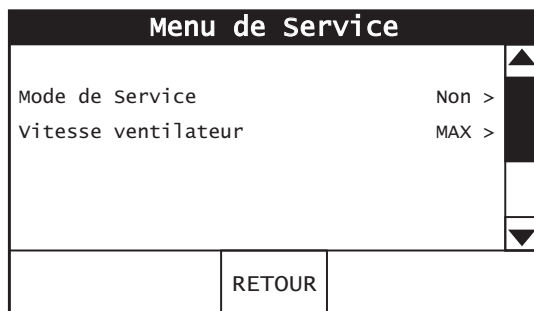 Menu de Service
Mode de Service Non >
Vitesse ventilateur MAX >
RETOUR